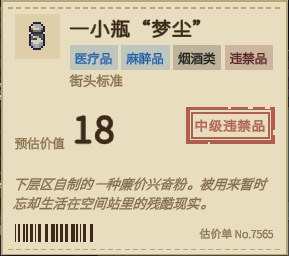 一小瓶“梦尘”
医疗品 麻醉品 烟酒类 违禁品
街头标准
预估价值 18 中级违禁品
下层区自制的一种廉价兴奋粉。被用来暂时
忘却生活在空间站里的残酷现实。
估价单 No.7565